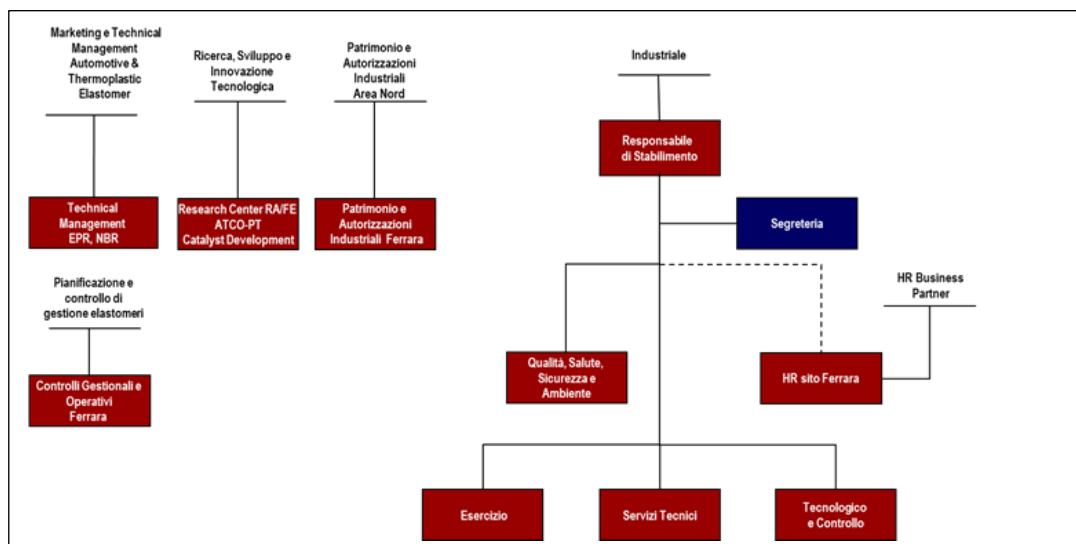 Marketing e Technical
Management
Automotive &
Thermoplastic
Elastomer
Ricerca, Sviluppo e
Innovazione
Tecnologica
Patrimonio e
Autorizzazioni
Industriali
Area Nord
Industriale
Responsabile
di Stabilimento
Technical
Management
EPR, NBR
Research Center RA/FE
ATCO-PT
Catalyst Development
Patrimonio e
Autorizzazioni
Industriali Ferrara
Segreteria
Pianificazione e
controllo di
gestione elastomeri
HR Business
Partner
Controlli Gestionali e
Operativi
Ferrara
Qualità, Salute,
Sicurezza e
Ambiente
HR sito Ferrara
Esercizio
Servizi Tecnici
Tecnologico
e Controllo